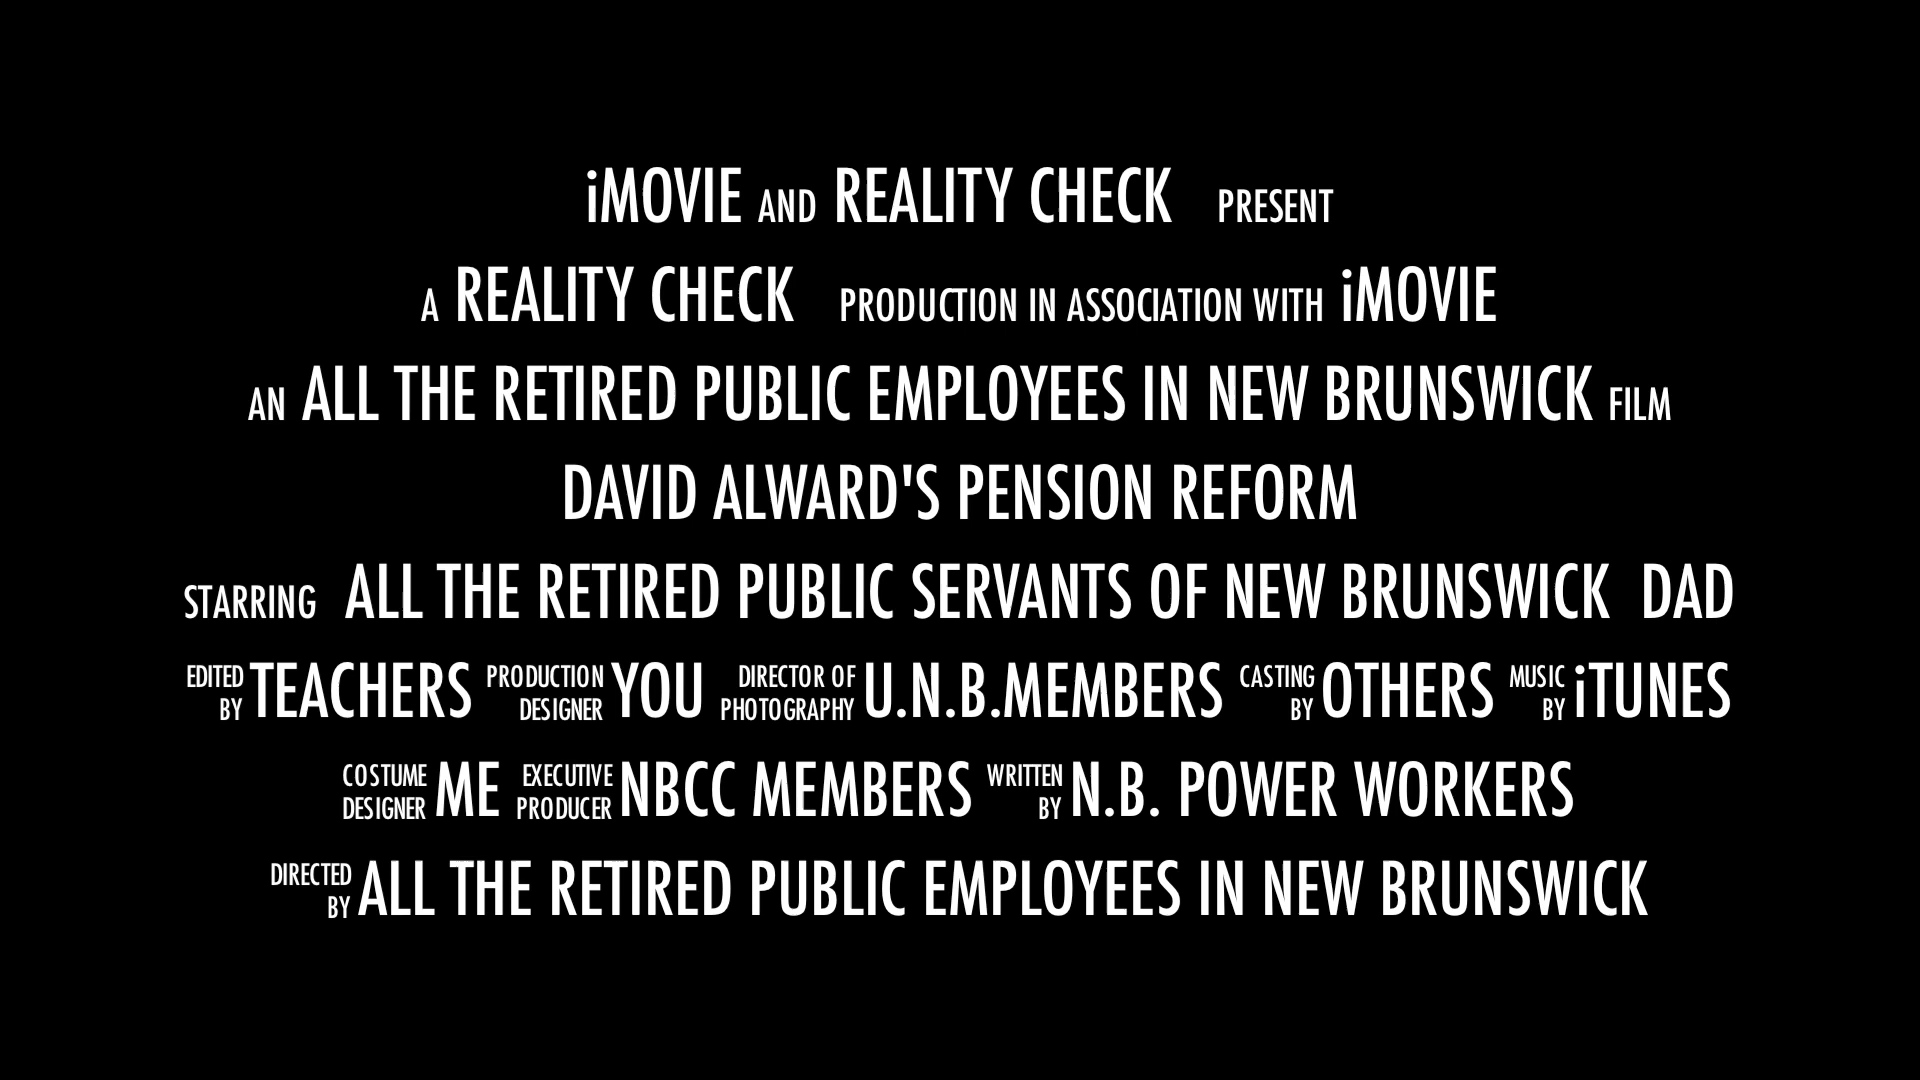 iMOVIE AND REALITY CHECK PRESENT
A REALITY CHECK PRODUCTION IN ASSOCIATION WITH iMOVIE
AN ALL THE RETIRED PUBLIC EMPLOYEES IN NEW BRUNSWICK FILM
DAVID ALWARD'S PENSION REFORM
STARRING ALL THE RETIRED PUBLIC SERVANTS OF NEW BRUNSWICK DAD
EDITED BY TEACHERS PRODUCTION DESIGNER YOU DIRECTOR OF PHOTOGRAPHY U.N.B.MEMBERS CASTING BY OTHERS MUSIC BY iTUNES
COSTUME DESIGNER ME EXECUTIVE PRODUCER NBCC MEMBERS WRITTEN BY N.B. POWER WORKERS
DIRECTED BY ALL THE RETIRED PUBLIC EMPLOYEES IN NEW BRUNSWICK